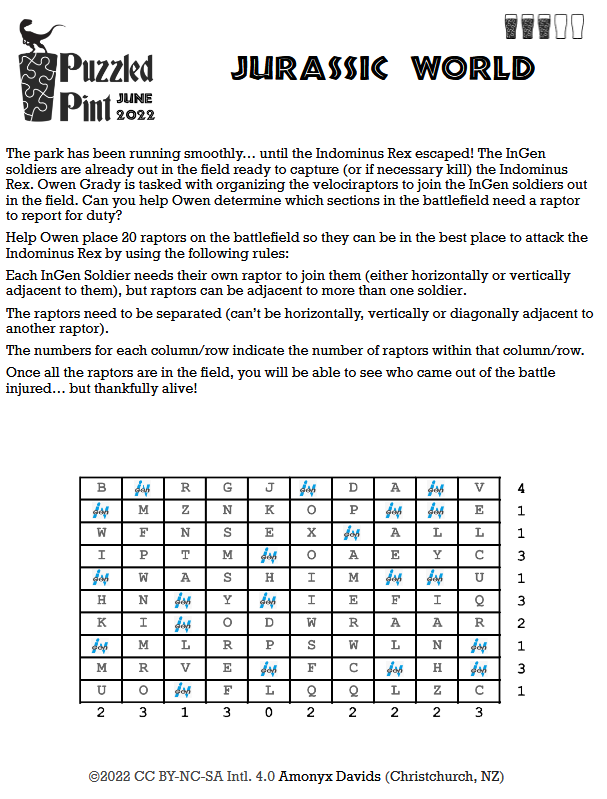 Puzzled
Pint JUNE
2022
JURASSIC WORLD
The park has been running smoothly... until the Indominus Rex escaped! The InGen
soldiers are already out in the field ready to capture (or if necessary kill) the Indominus
Rex. Owen Grady is tasked with organizing the velociraptors to join the InGen soldiers out
in the field. Can you help Owen determine which sections in the battlefield need a raptor
to report for duty?
Help Owen place 20 raptors on the battlefield so they can be in the best place to attack the
Indominus Rex by using the following rules:
Each InGen Soldier needs their own raptor to join them (either horizontally or vertically
adjacent to them), but raptors can be adjacent to more than one soldier.
The raptors need to be separated (can't be horizontally, vertically or diagonally adjacent to
another raptor).
The numbers for each column/row indicate the number of raptors within that column/row.
Once all the raptors are in the field, you will be able to see who came out of the battle
injured... but thankfully alive!
B R G J D A V 4
M Z N K O P E 1
W F N S E X A L L 1
I P T M O A E Y C 3
W A S H I M U 1
H N Y I E F I Q 3
K I O D W R A A R 2
M L R P S W L N 1
M R V E F C H 3
U O F L Q Q L Z C 1
2 3 1 3 0 2 2 2 2 3
©2022 CC BY-NC-SA Intl. 4.0 Amonyx Davids (Christchurch, NZ)